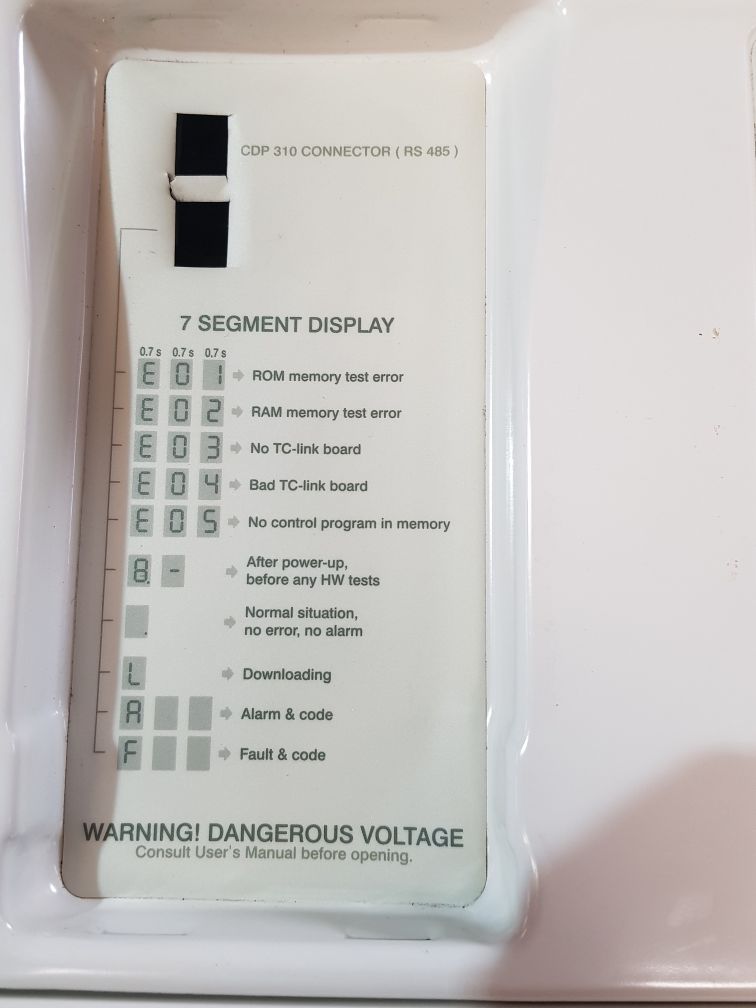 CDP 310 CONNECTOR ( RS 485 )
7 SEGMENT DISPLAY
0.7 s 0.7 s 0.7 s
E 0 1 ROM memory test error
E 0 2 RAM memory test error
E 0 3 No TC-link board
E 0 4 Bad TC-link board
E 0 5 No control program in memory
8. - After power-up,
before any HW tests
. Normal situation,
no error, no alarm
L Downloading
A Alarm & code
F Fault & code
WARNING! DANGEROUS VOLTAGE
Consult User's Manual before opening.